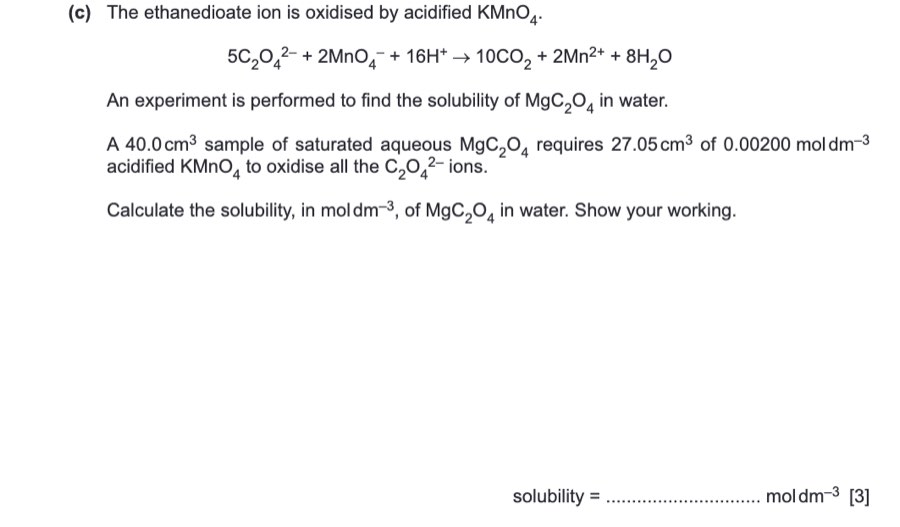 (c) The ethanedioate ion is oxidised by acidified KMnO₄.
5C₂O₄²⁻ + 2MnO₄⁻ + 16H⁺ → 10CO₂ + 2Mn²⁺ + 8H₂O
An experiment is performed to find the solubility of MgC₂O₄ in water.
A 40.0 cm³ sample of saturated aqueous MgC₂O₄ requires 27.05 cm³ of 0.00200 mol dm⁻³
acidified KMnO₄ to oxidise all the C₂O₄²⁻ ions.
Calculate the solubility, in mol dm⁻³, of MgC₂O₄ in water. Show your working.
solubility = .............................. mol dm⁻³ [3]